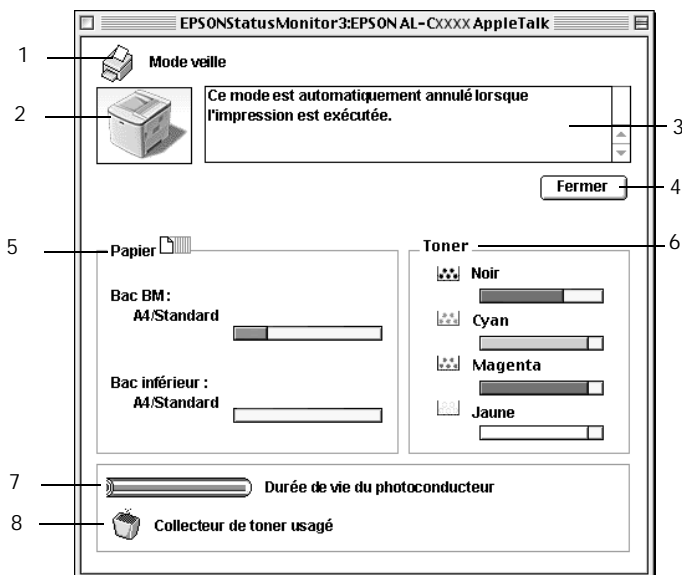 EPSONStatusMonitor3:EPSON AL-CXXXX AppleTalk
1
Mode veille
2
Ce mode est automatiquement annulé lorsque
l'impression est exécutée.
3
Fermer
4
5
Papier
Toner
6
Noir
Bac BM:
A4/Standard
Cyan
Magenta
Bac inférieur :
A4/Standard
Jaune
7
Durée de vie du photoconducteur
8
Collecteur de toner usagé